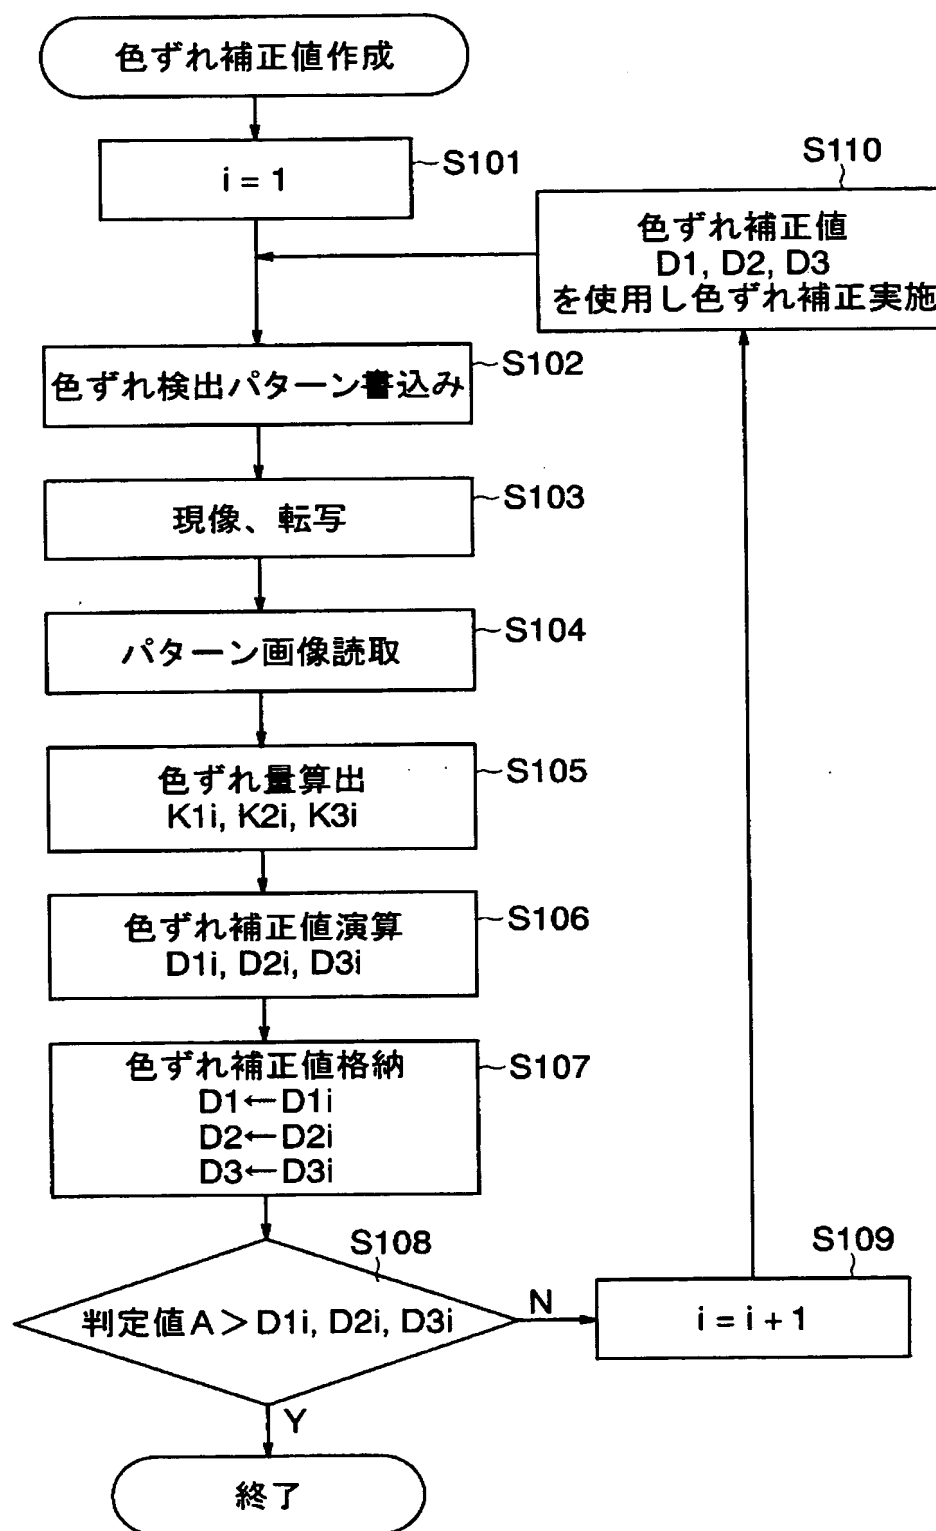 色ずれ補正値作成
i = 1
S101
S110
色ずれ補正値
D1, D2, D3
を使用し色ずれ補正実施
色ずれ検出パターン書込み
S102
現像、転写
S103
パターン画像読取
S104
色ずれ量算出
K1i, K2i, K3i
S105
色ずれ補正値演算
D1i, D2i, D3i
S106
色ずれ補正値格納
D1←D1i
D2←D2i
D3←D3i
S107
S108
判定値A＞D1i, D2i, D3i
N
S109
i = i + 1
Y
終了